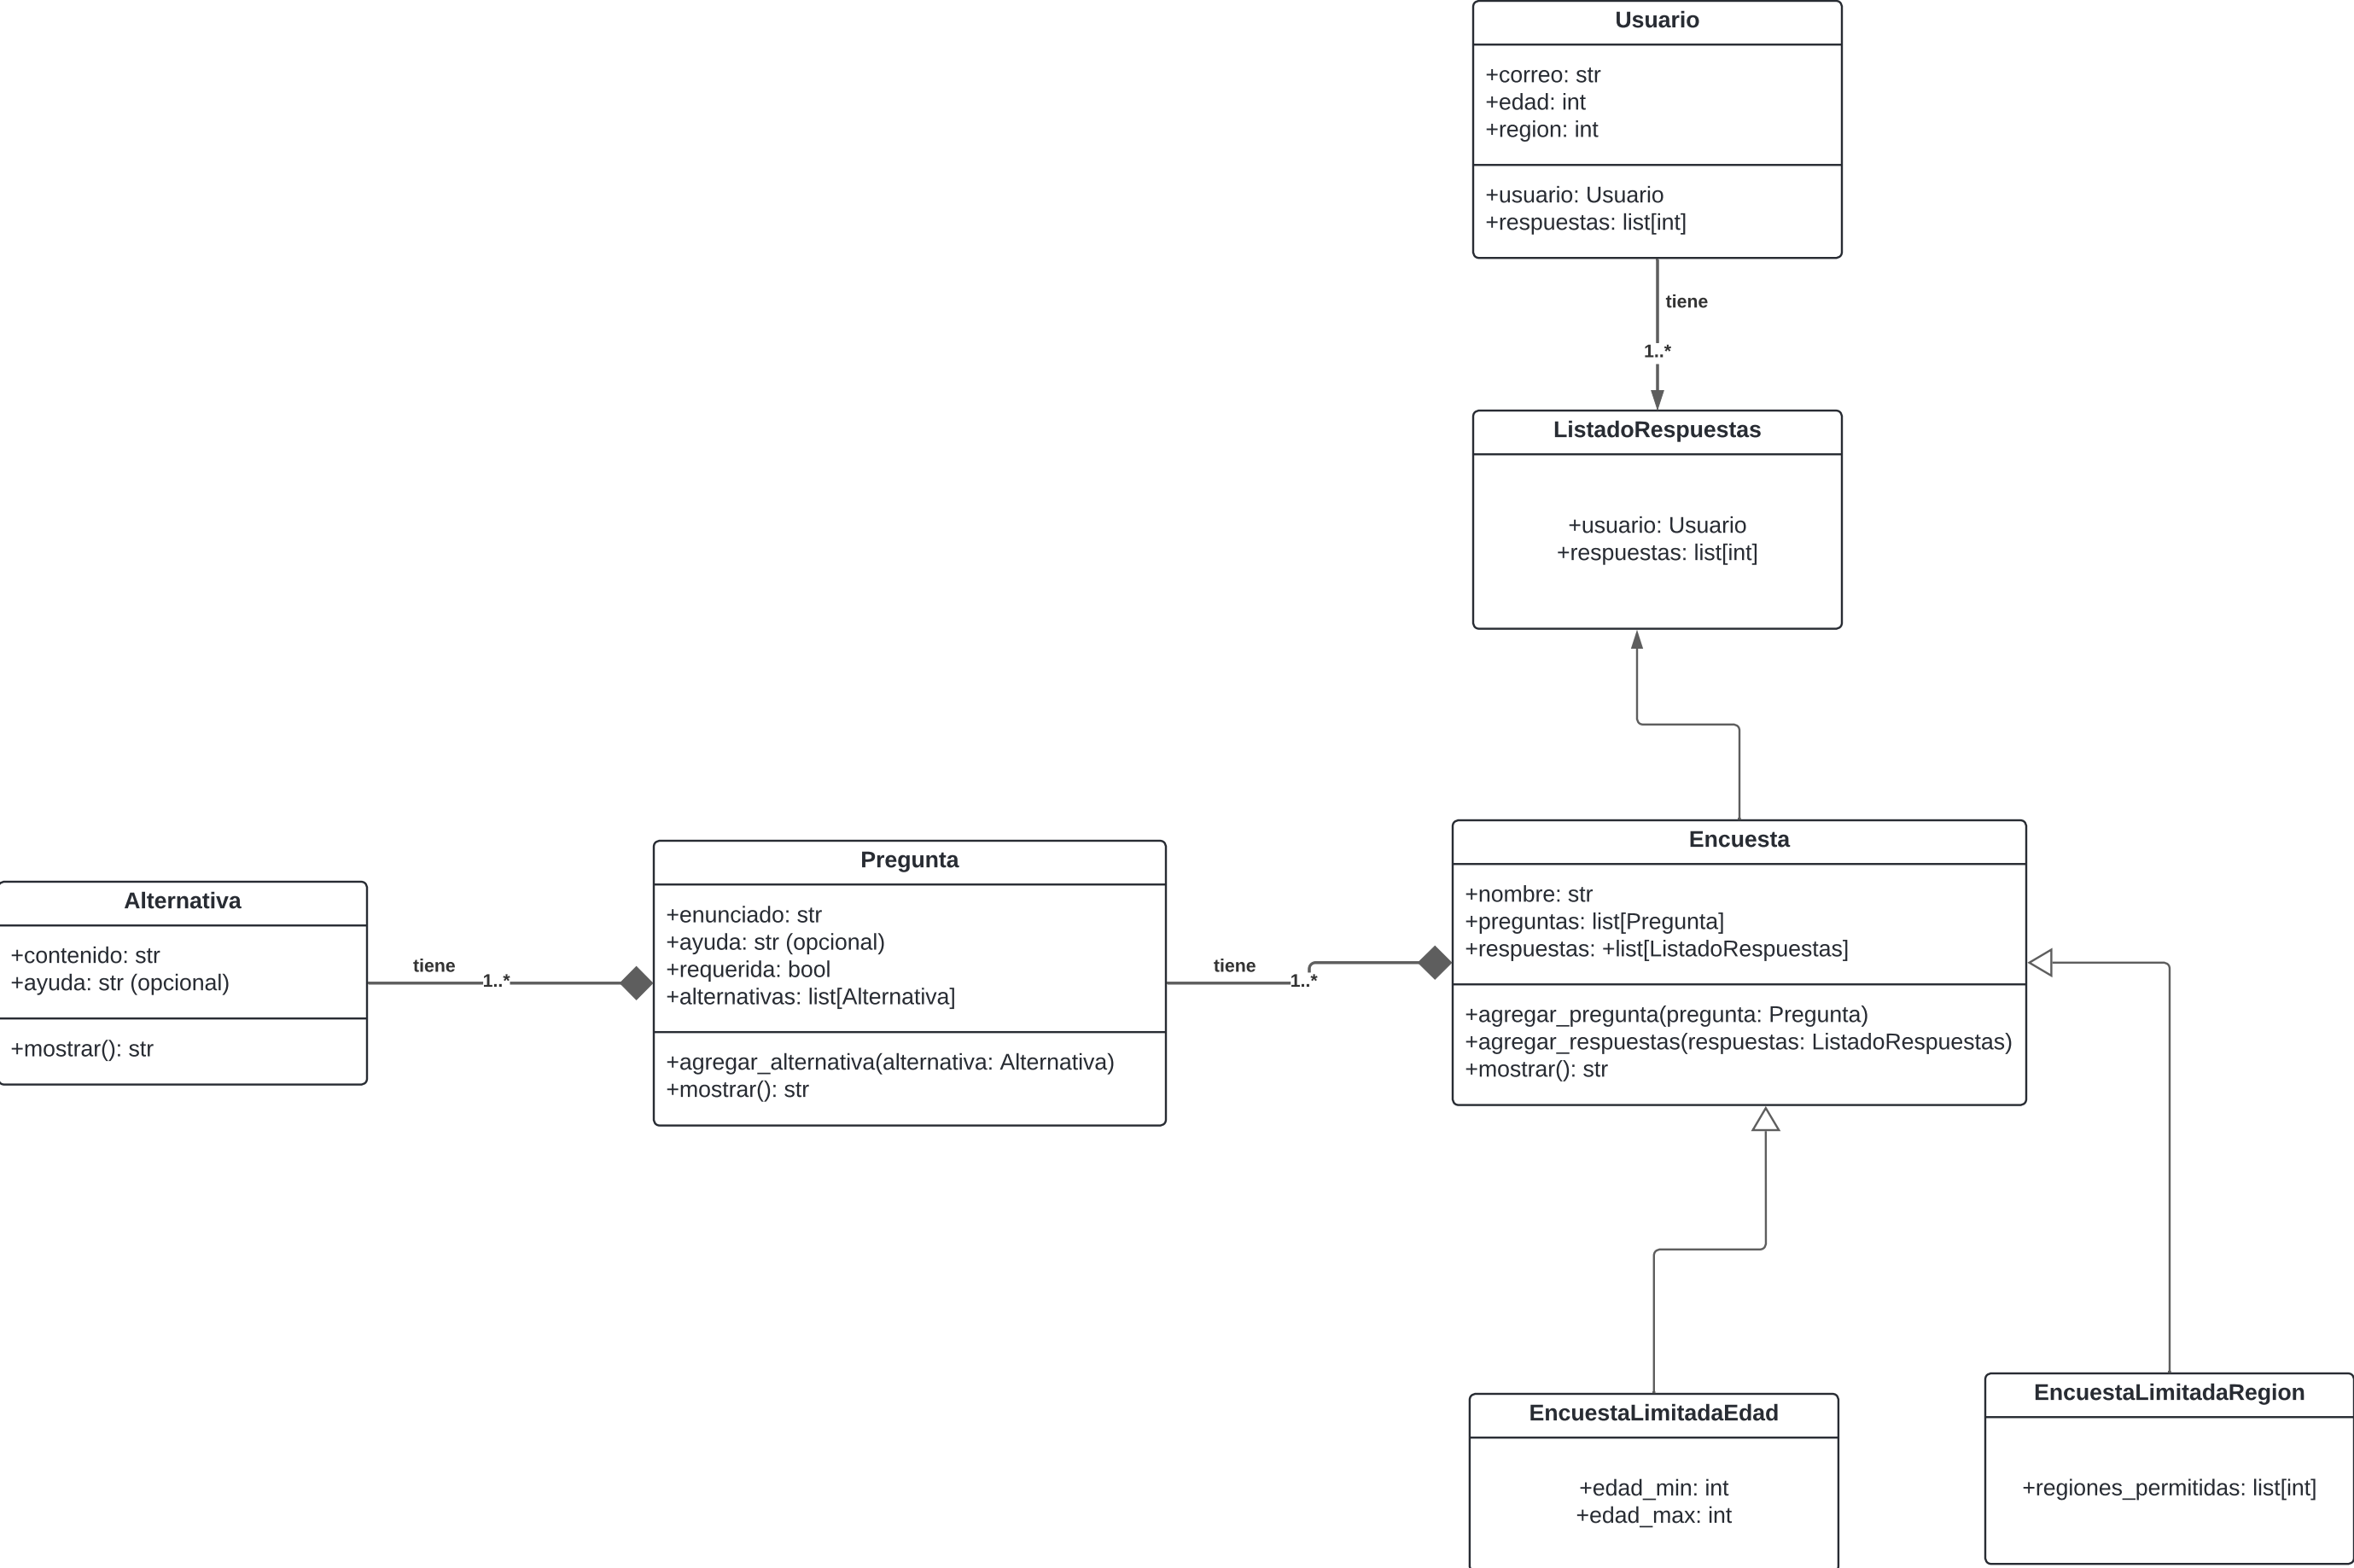 Usuario
+correo: str
+edad: int
+region: int
+usuario: Usuario
+respuestas: list[int]
tiene
1..*
ListadoRespuestas
+usuario: Usuario
+respuestas: list[int]
Alternativa
+contenido: str
+ayuda: str (opcional)
+mostrar(): str
tiene
1..*
Pregunta
+enunciado: str
+ayuda: str (opcional)
+requerida: bool
+alternativas: list[Alternativa]
+agregar_alternativa(alternativa: Alternativa)
+mostrar(): str
tiene
1..*
Encuesta
+nombre: str
+preguntas: list[Pregunta]
+respuestas: +list[ListadoRespuestas]
+agregar_pregunta(pregunta: Pregunta)
+agregar_respuestas(respuestas: ListadoRespuestas)
+mostrar(): str
EncuestaLimitadaEdad
+edad_min: int
+edad_max: int
EncuestaLimitadaRegion
+regiones_permitidas: list[int]